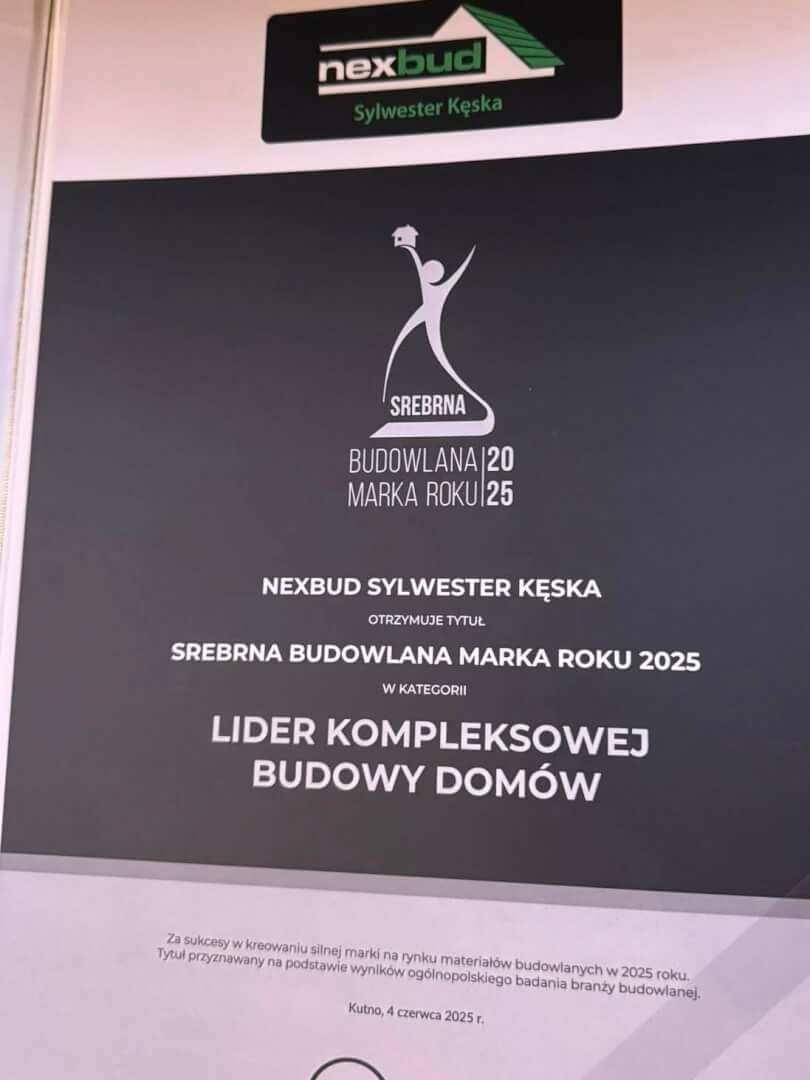 nexbud
Sylwester Kęska
SREBRNA
BUDOWLANA 20
MARKA ROKU 25
NEXBUD SYLWESTER KĘSKA
OTRZYMUJE TYTUŁ
SREBRNA BUDOWLANA MARKA ROKU 2025
W KATEGORII
LIDER KOMPLEKSOWEJ
BUDOWY DOMÓW
Za sukcesy w kreowaniu silnej marki na rynku materiałów budowlanych w 2025 roku.
Tytuł przyznawany na podstawie wyników ogólnopolskiego badania branży budowlanej.
Kutno, 4 czerwca 2025 r.